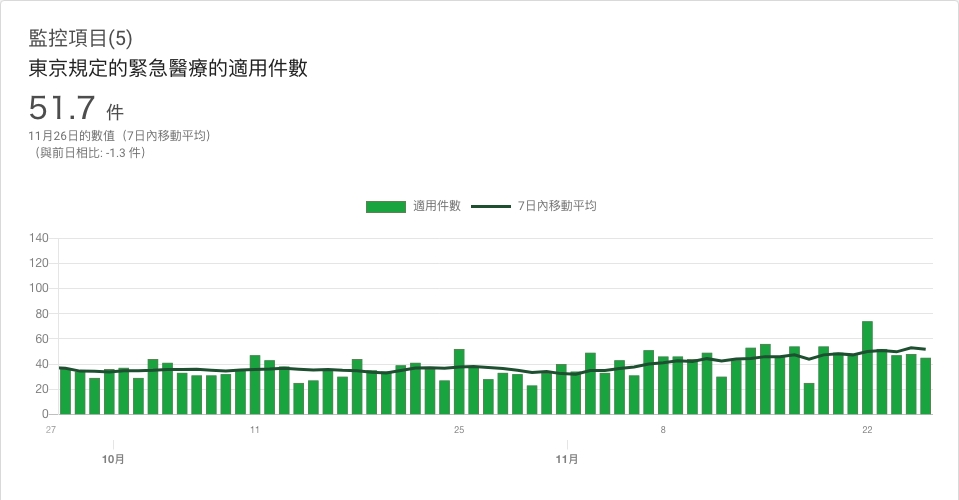 監控項目(5)
東京規定的緊急醫療的適用件數
51.7 件
11月26日的數值（7日內移動平均）
（與前日相比: -1.3 件）
適用件數 7日內移動平均
140
120
100
80
60
40
20
0
27 11 25 8 22
10月 11月